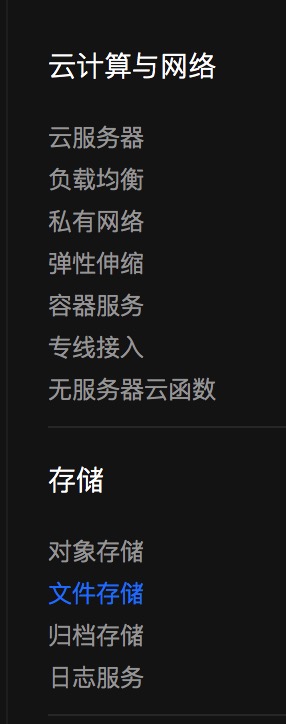 云计算与网络
云服务器
负载均衡
私有网络
弹性伸缩
容器服务
专线接入
无服务器云函数
存储
对象存储
文件存储
归档存储
日志服务